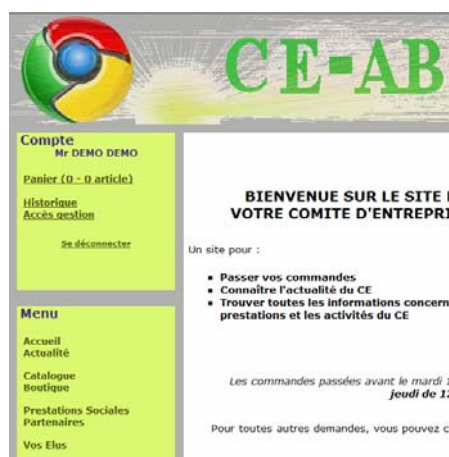 CE-AB
Compte
Mr DEMO DEMO
Panier (0 - 0 article)
Historique
Accès gestion
Se déconnecter
Menu
Accueil
Actualité
Catalogue
Boutique
Prestations Sociales
Partenaires
Vos Elus
BIENVENUE SUR LE SITE
VOTRE COMITE D'ENTREPRI
Un site pour :
Passer vos commandes
Connaître l'actualité du CE
Trouver toutes les informations concern
prestations et les activités du CE
Les commandes passées avant le mardi 1
jeudi de 12
Pour toutes autres demandes, vous pouvez c